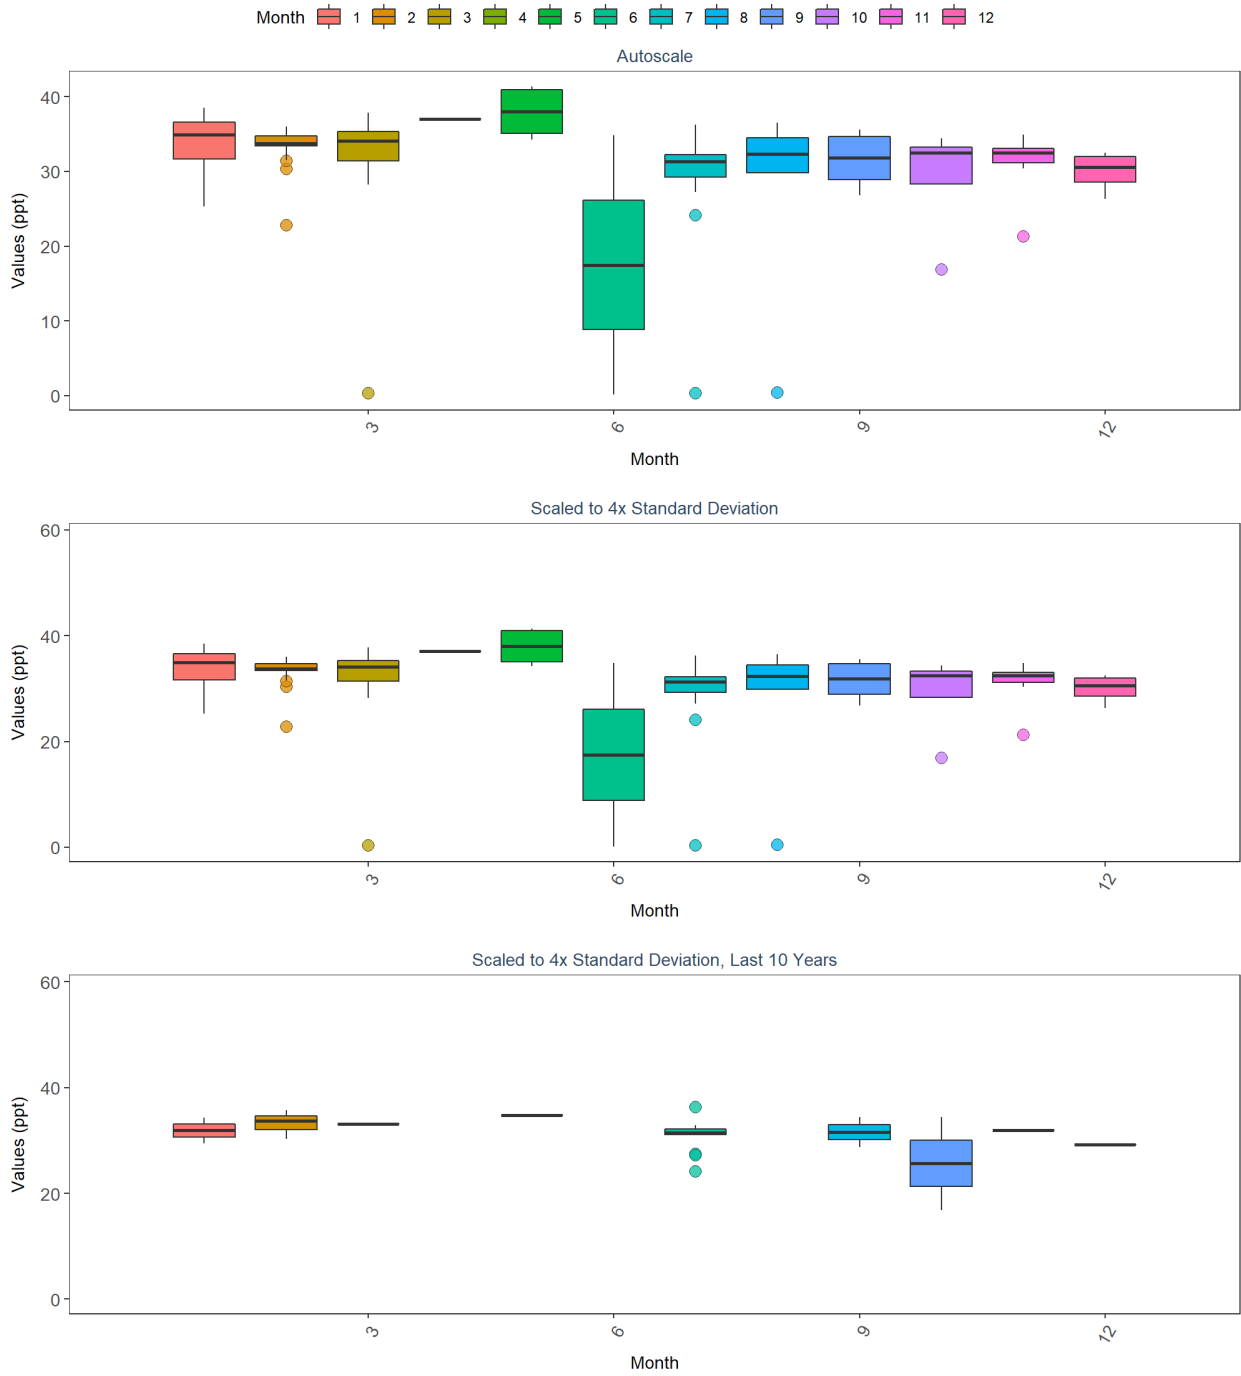 Month 1 2 3 4 5 6 7 8 9 10 11 12
Autoscale
40
30
20
10
0
Values (ppt)
3 6 9 12
Month
Scaled to 4x Standard Deviation
60
40
20
0
Values (ppt)
3 6 9 12
Month
Scaled to 4x Standard Deviation, Last 10 Years
60
40
20
0
Values (ppt)
3 6 9 12
Month